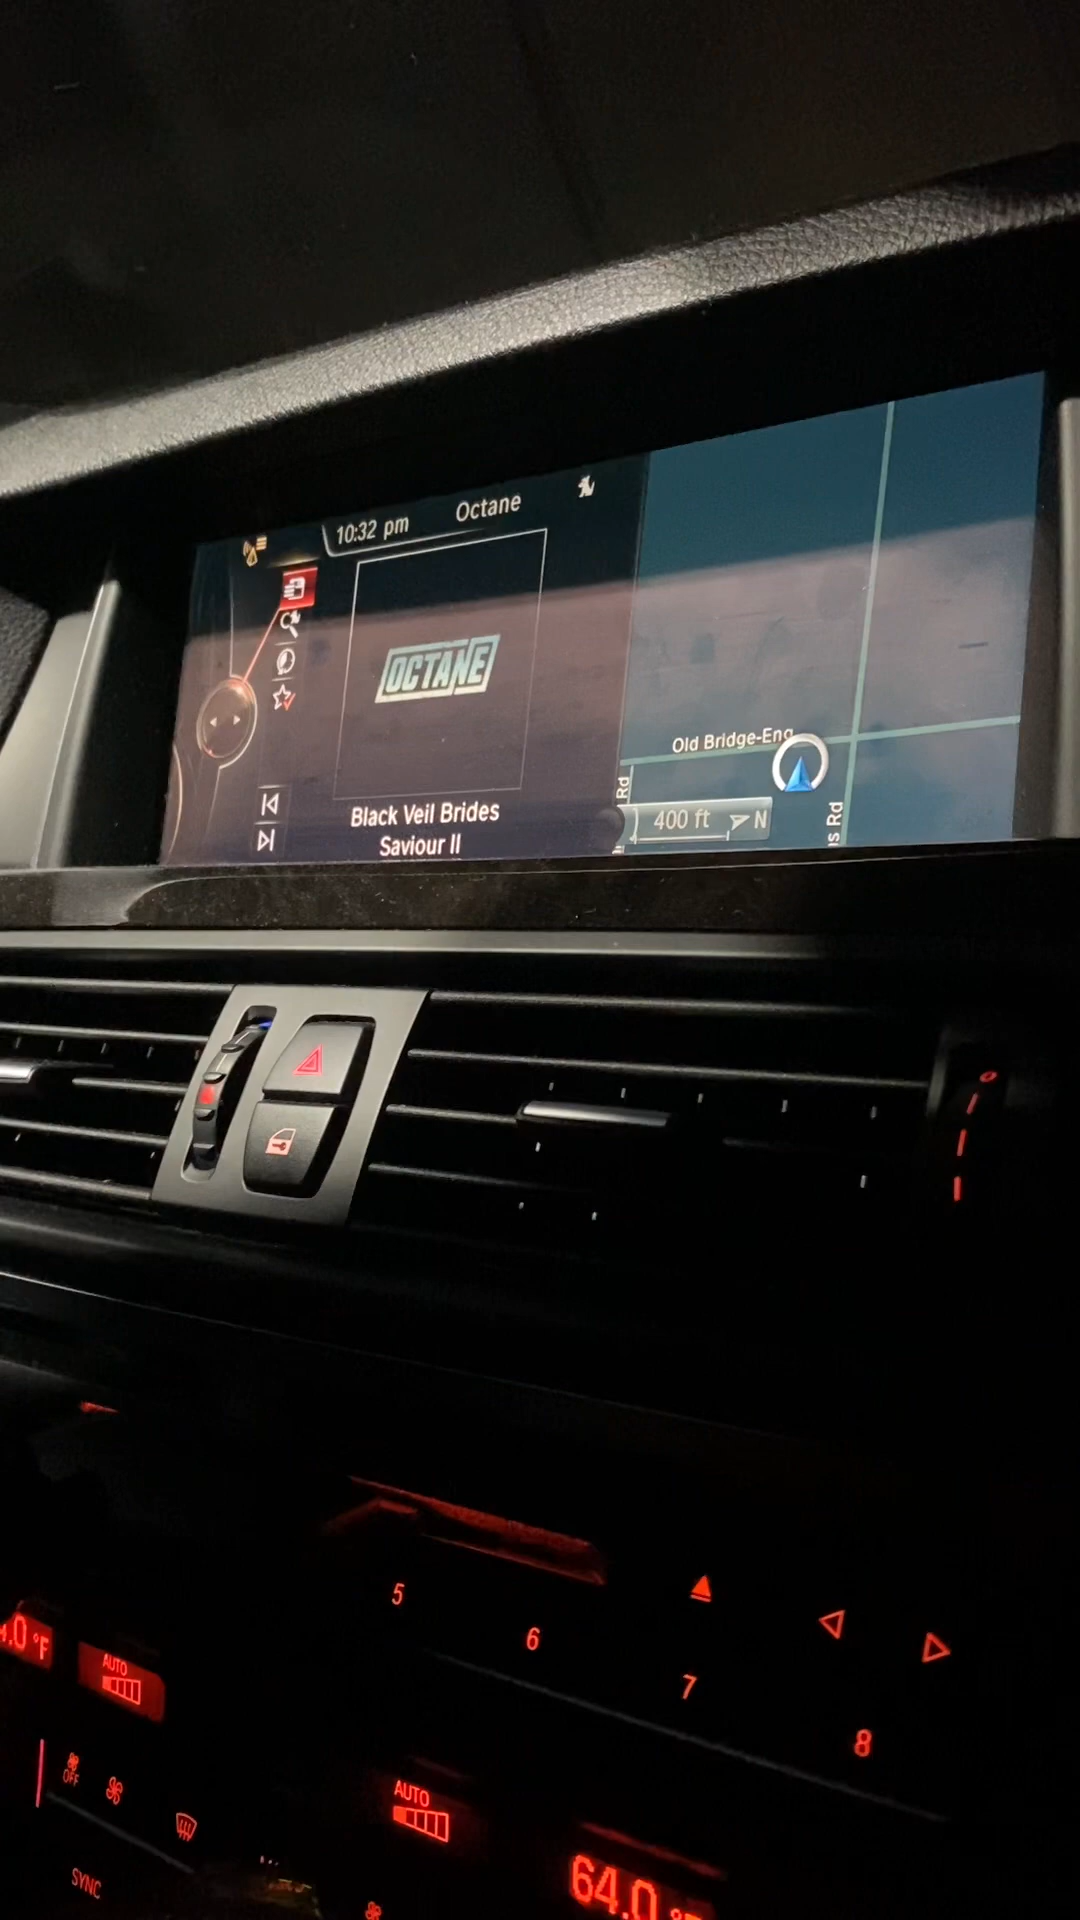 10:32 pm
Octane
OCTANE
Black Veil Brides
Saviour II
Old Bridge-Eng
Rd
400 ft
N
s Rd
5
6
7
8
.0 °F
AUTO
OFF
AUTO
SYNC
64.0 °F